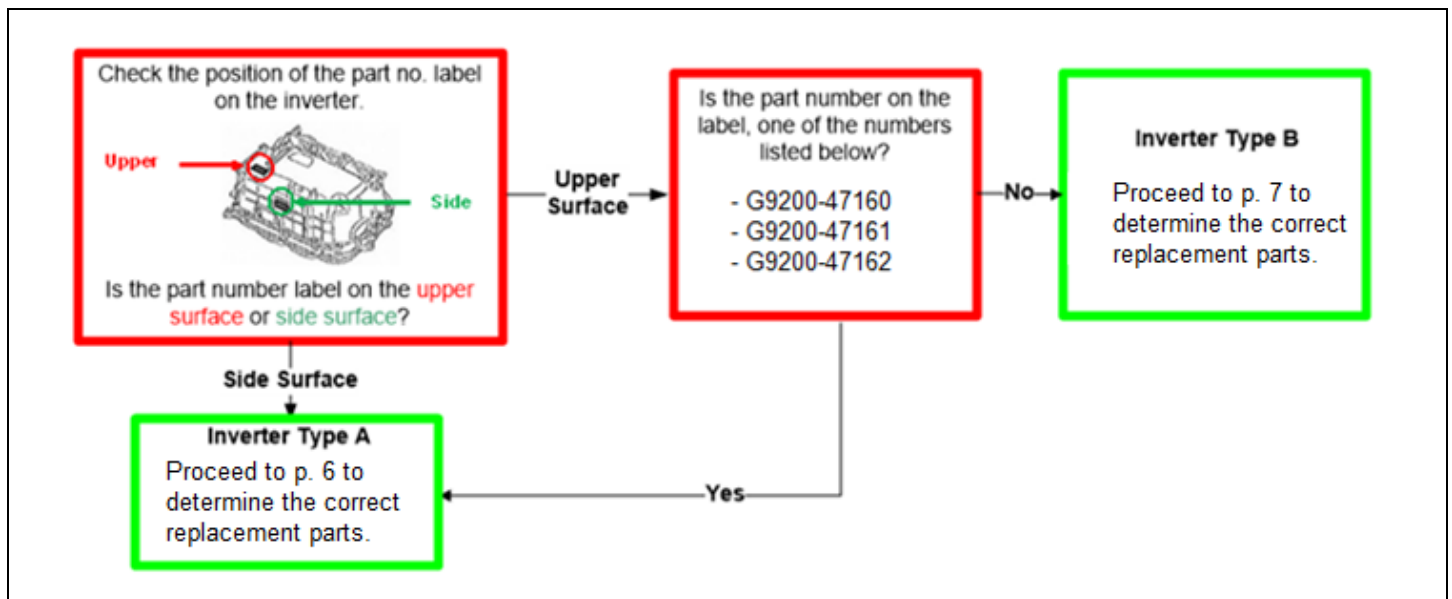 Check the position of the part no. label
on the inverter.
Upper
Side
Is the part number label on the upper
surface or side surface?
Upper
Surface
Is the part number on the
label, one of the numbers
listed below?
- G9200-47160
- G9200-47161
- G9200-47162
No
Inverter Type B
Proceed to p. 7 to
determine the correct
replacement parts.
Side Surface
Inverter Type A
Proceed to p. 6 to
determine the correct
replacement parts.
Yes